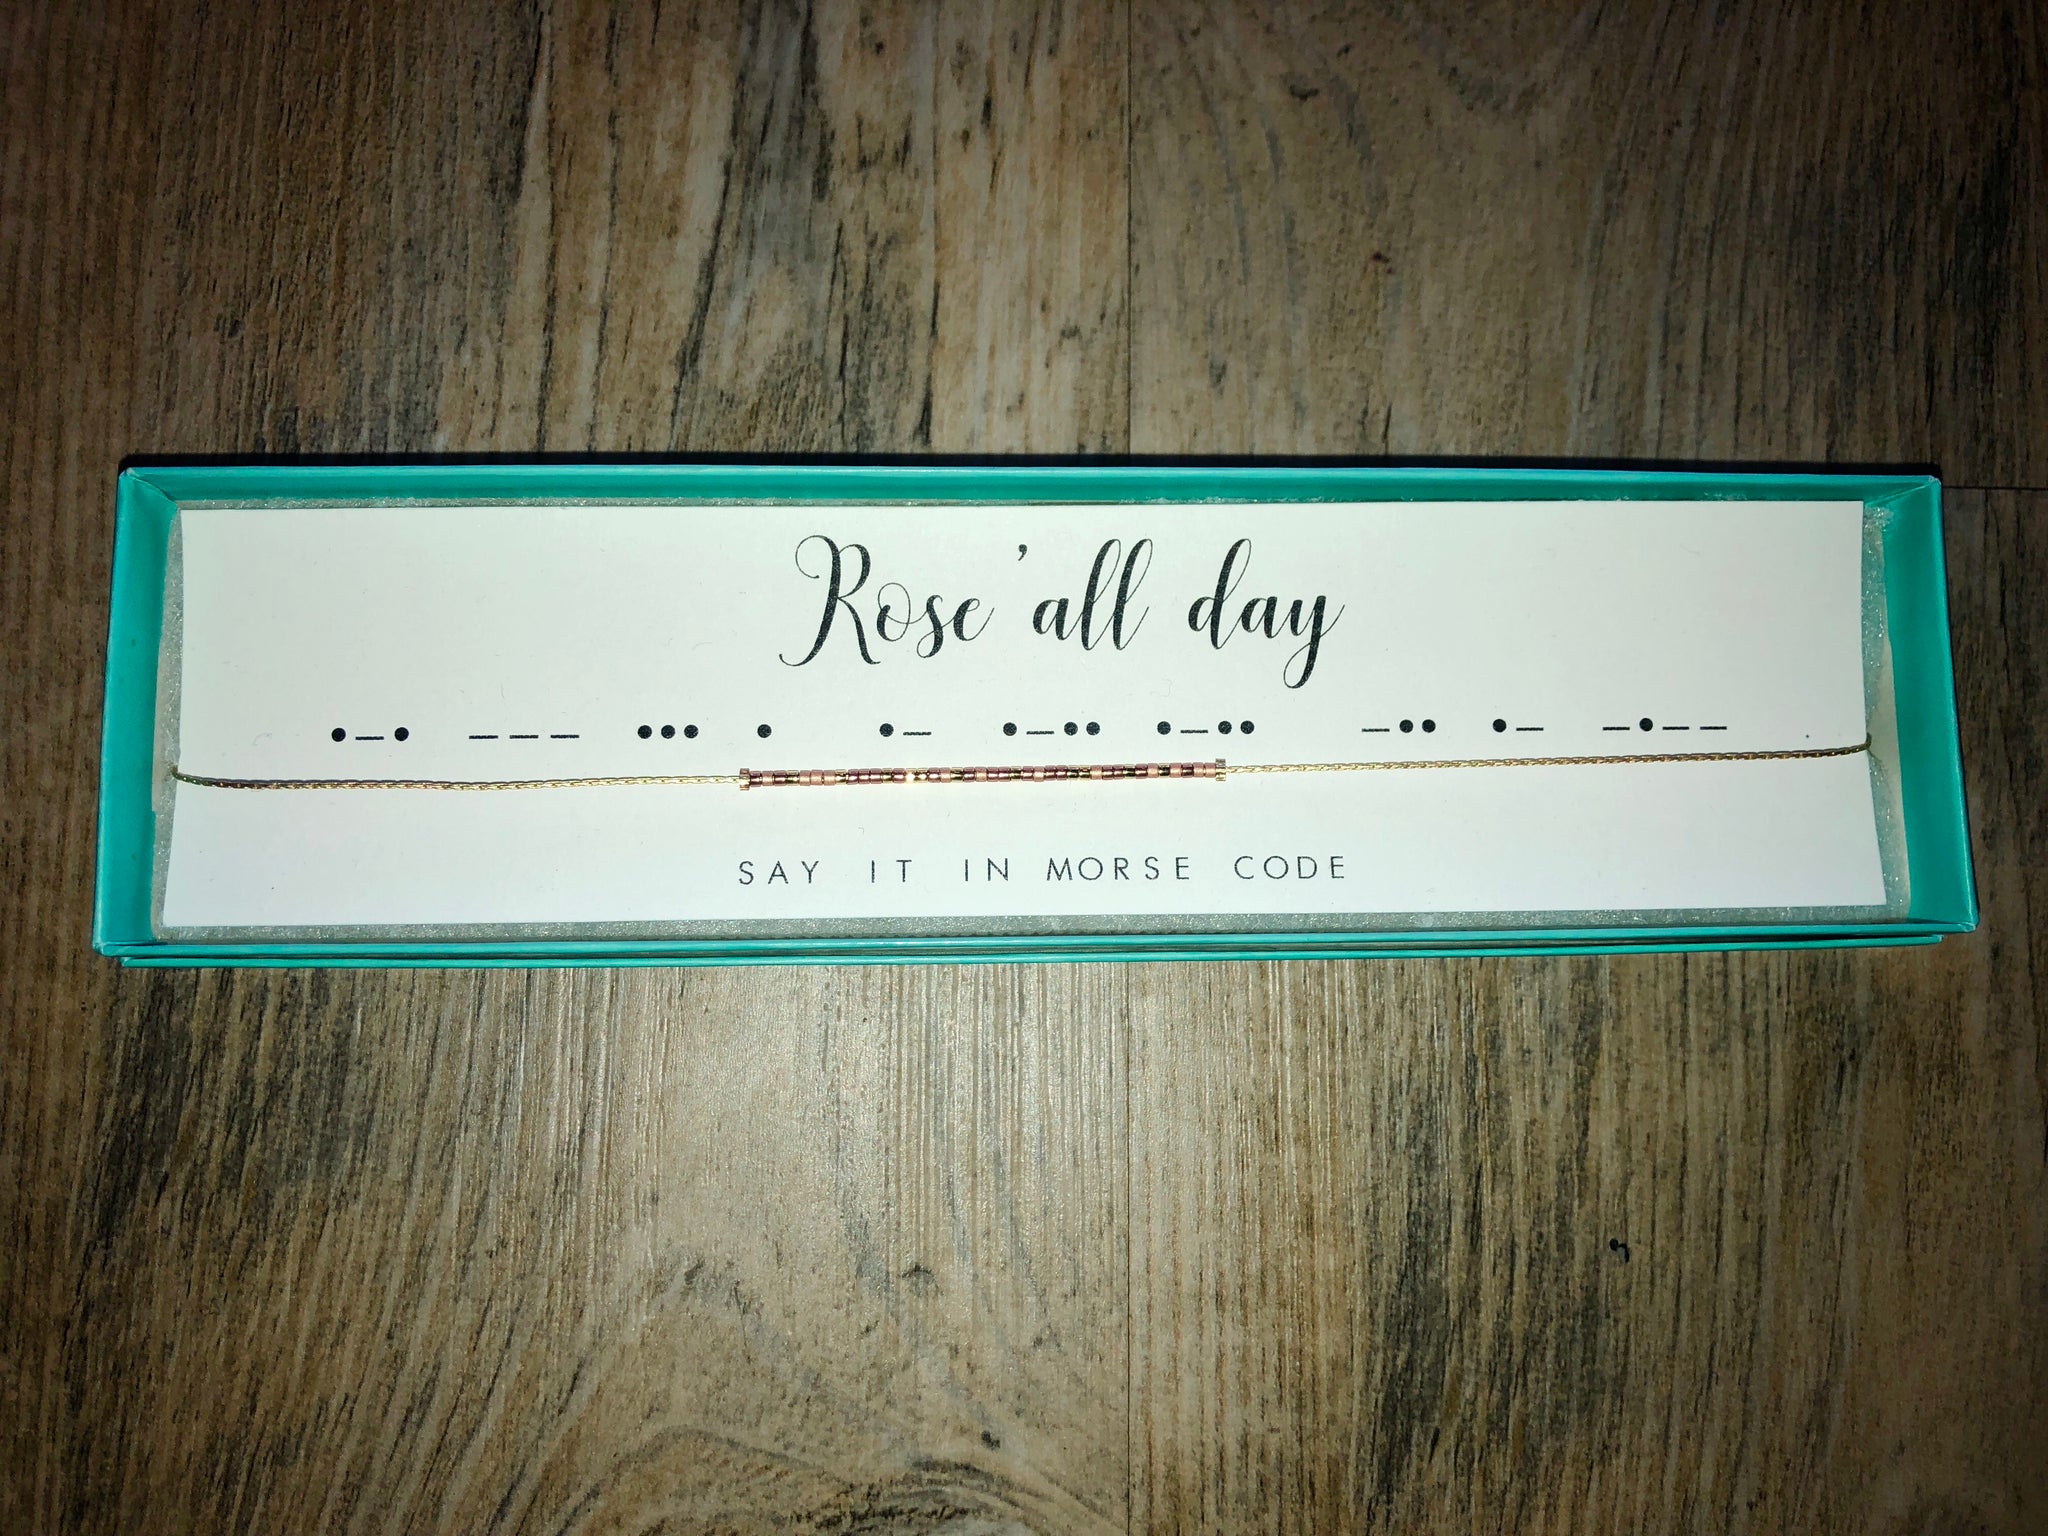 Rose 'all day
•—• ——— ••• • •— •—•• •—•• —•• •— —•——
SAY IT IN MORSE CODE